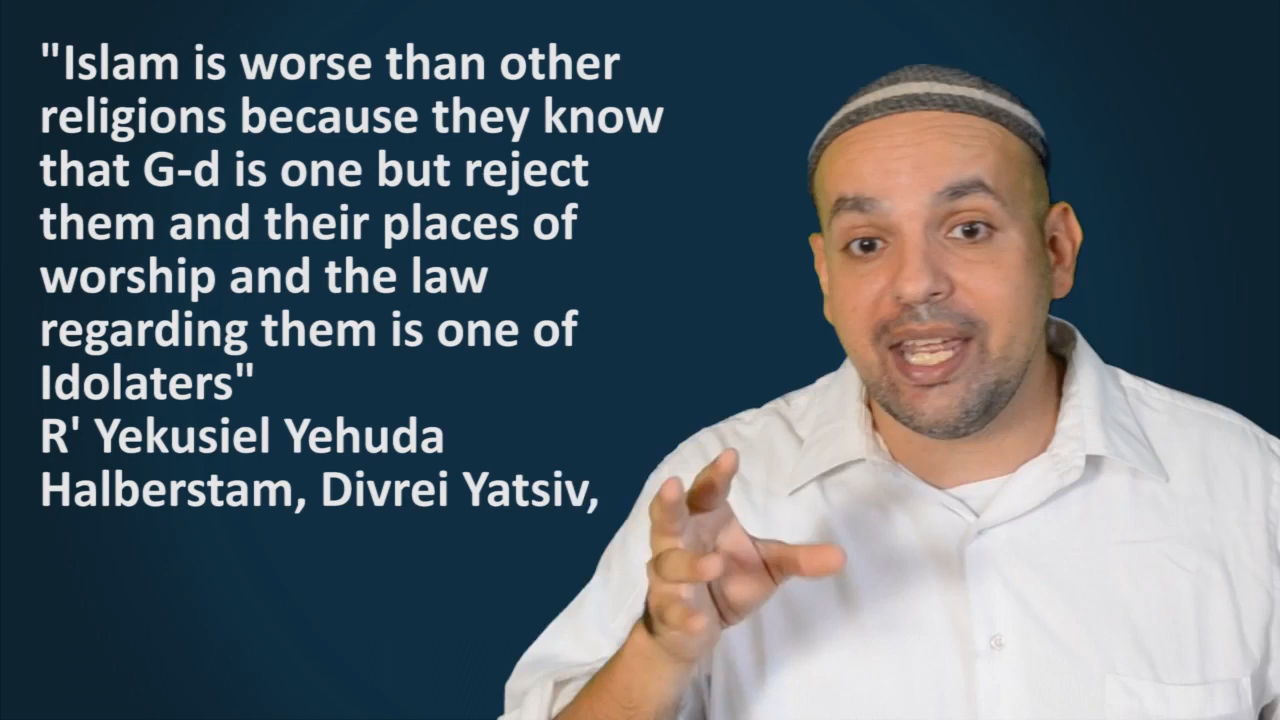 "Islam is worse than other
religions because they know
that G-d is one but reject
them and their places of
worship and the law
regarding them is one of
Idolaters"
R' Yekusiel Yehuda
Halberstam, Divrei Yatsiv,